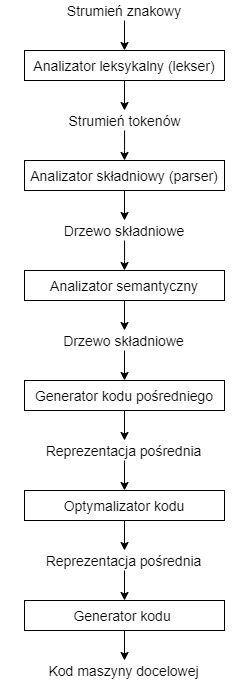 Strumień znakowy
Analizator leksykalny (lekser)
Strumień tokenów
Analizator składniowy (parser)
Drzewo składniowe
Analizator semantyczny
Drzewo składniowe
Generator kodu pośredniego
Reprezentacja pośrednia
Optymalizator kodu
Reprezentacja pośrednia
Generator kodu
Kod maszyny docelowej